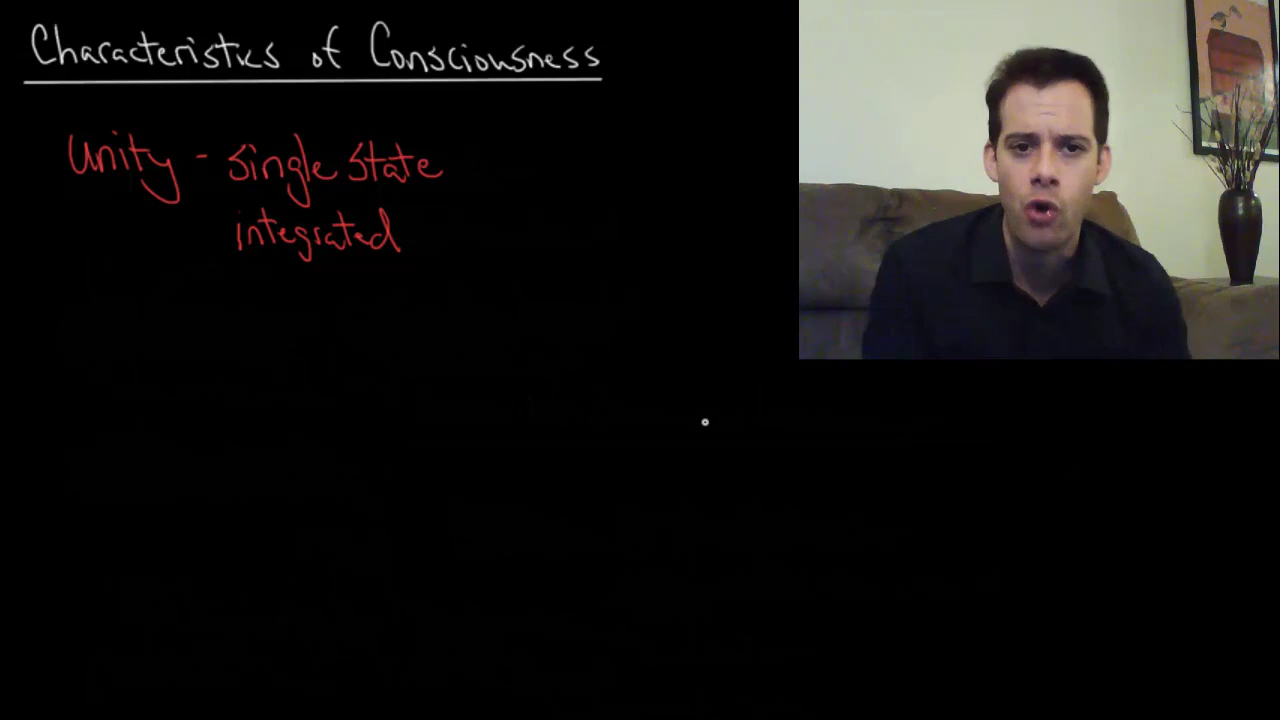 Characteristics of Consciousness
Unity - Single State
integrated